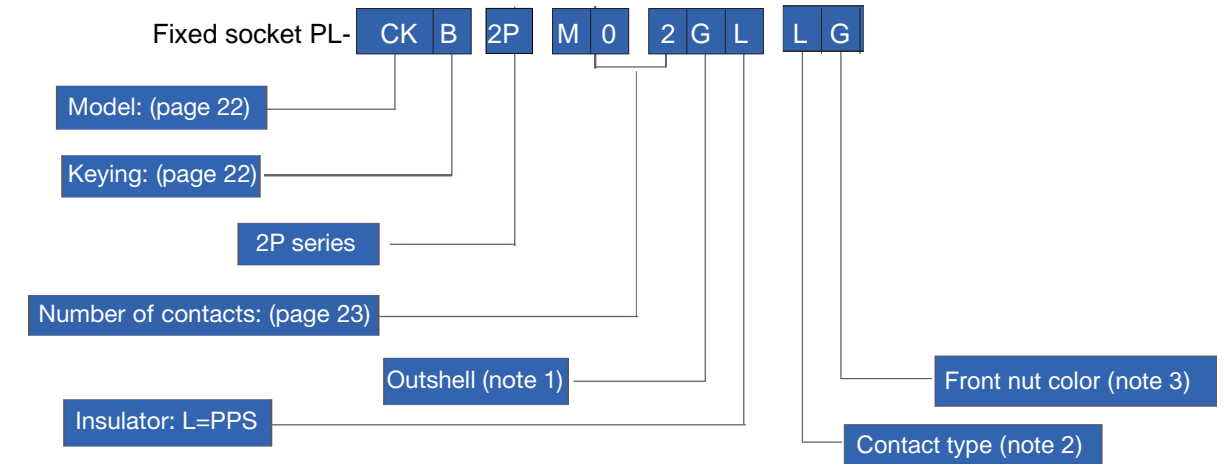 Fixed socket PL- CK B 2P M 0 2 G L L G
Model: (page 22)
Keying: (page 22)
2P series
Number of contacts: (page 23)
Outshell (note 1)
Front nut color (note 3)
Insulator: L=PPS
Contact type (note 2)